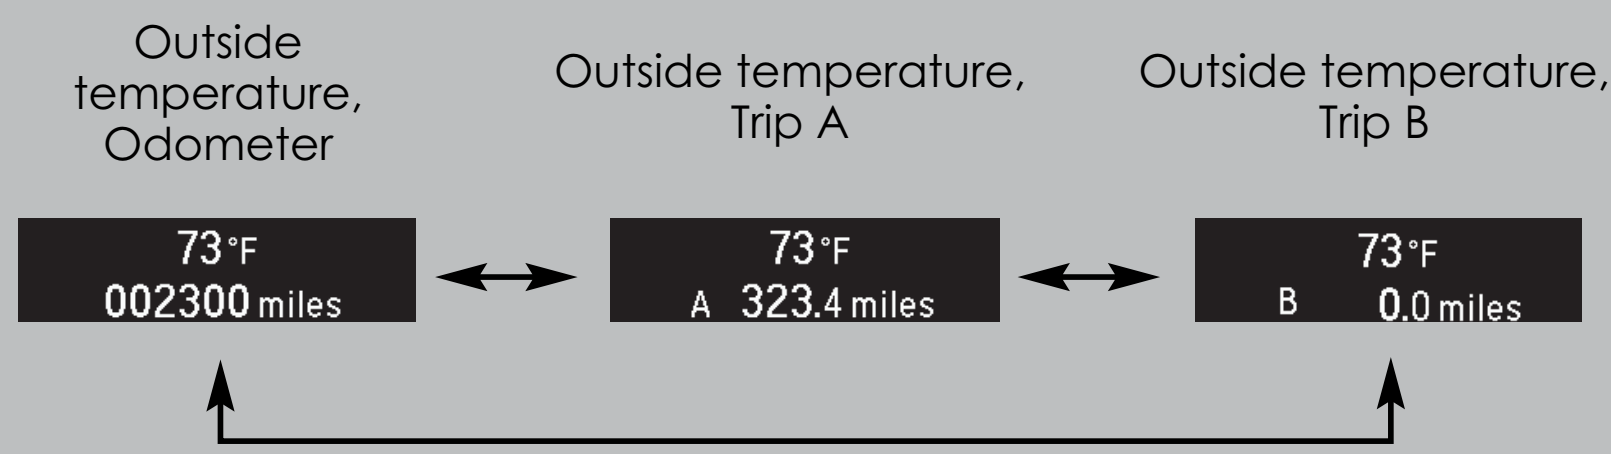 Outside
temperature,
Odometer
Outside temperature,
Trip A
Outside temperature,
Trip B
73°F
002300 miles
73°F
A 323.4 miles
73°F
B 0.0 miles